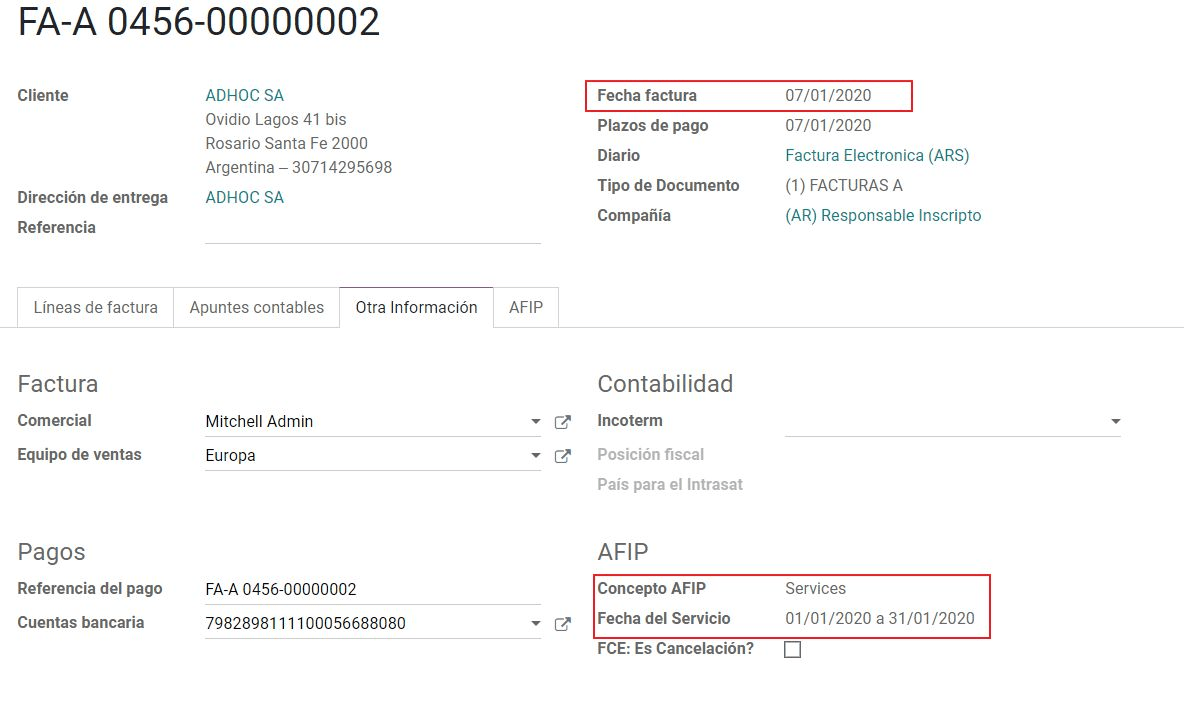 FA-A 0456-00000002
Cliente ADHOC SA
Ovidio Lagos 41 bis
Rosario Santa Fe 2000
Argentina – 30714295698
Dirección de entrega ADHOC SA
Referencia
Fecha factura 07/01/2020
Plazos de pago 07/01/2020
Diario Factura Electronica (ARS)
Tipo de Documento (1) FACTURAS A
Compañía (AR) Responsable Inscripto
Líneas de factura Apuntes contables Otra Información AFIP
Factura
Comercial Mitchell Admin
Equipo de ventas Europa
Contabilidad
Incoterm
Posición fiscal
País para el Intrasat
Pagos
Referencia del pago FA-A 0456-00000002
Cuentas bancaria 7982898111100056688080
AFIP
Concepto AFIP Services
Fecha del Servicio 01/01/2020 a 31/01/2020
FCE: Es Cancelación?